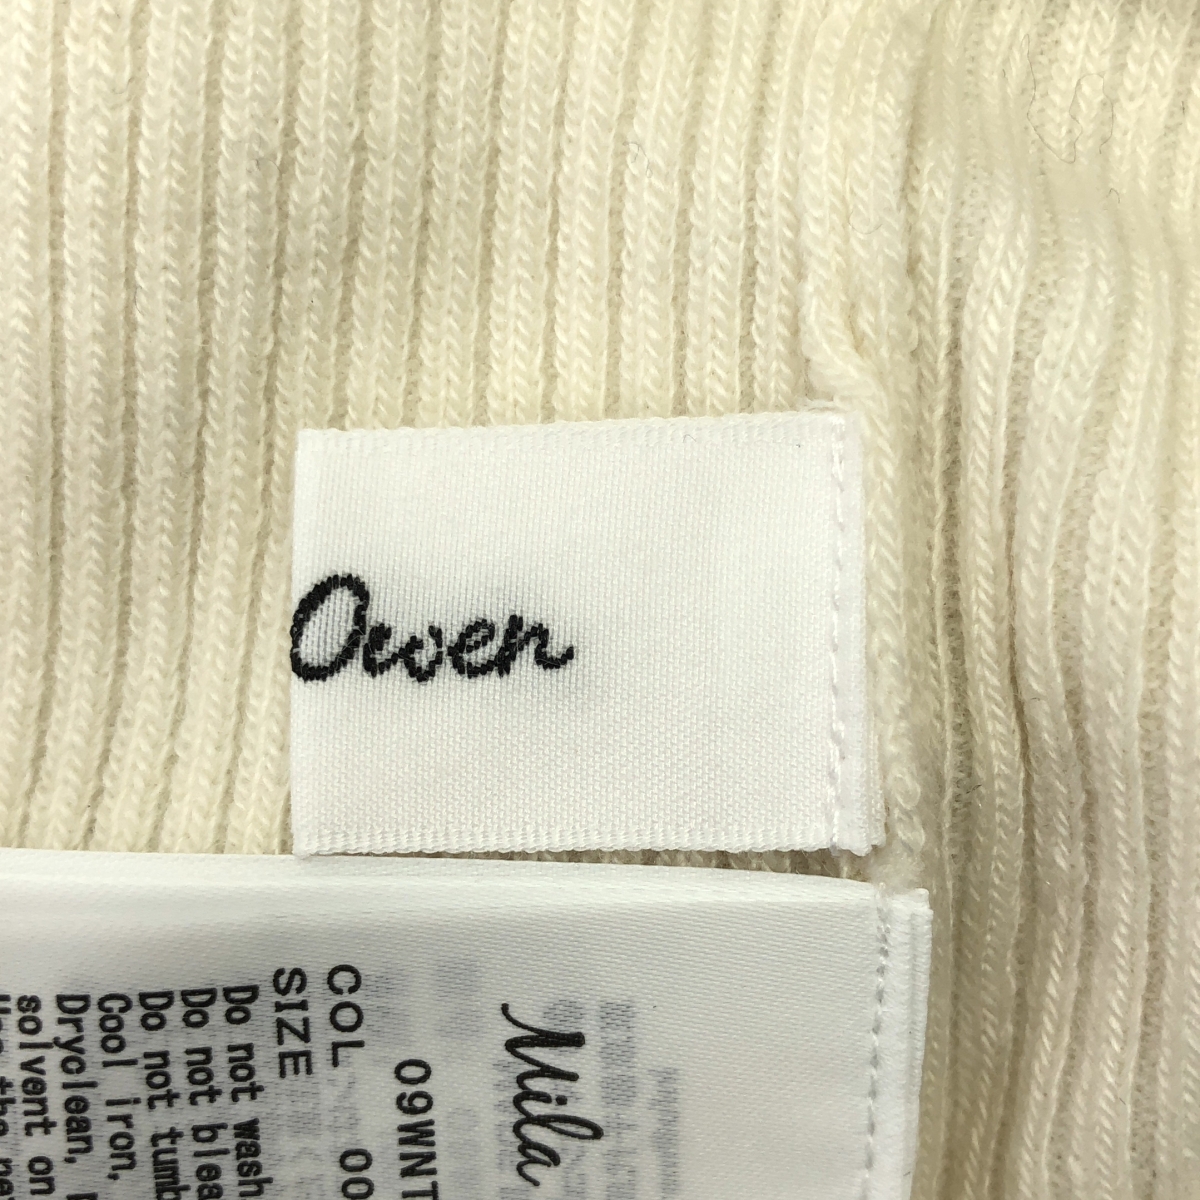 Owen
Mila
09WNT
COL 00
SIZE
Do not wash
Do not blea
Do not tumb
Cool iron,
Dryclean,
solvent on